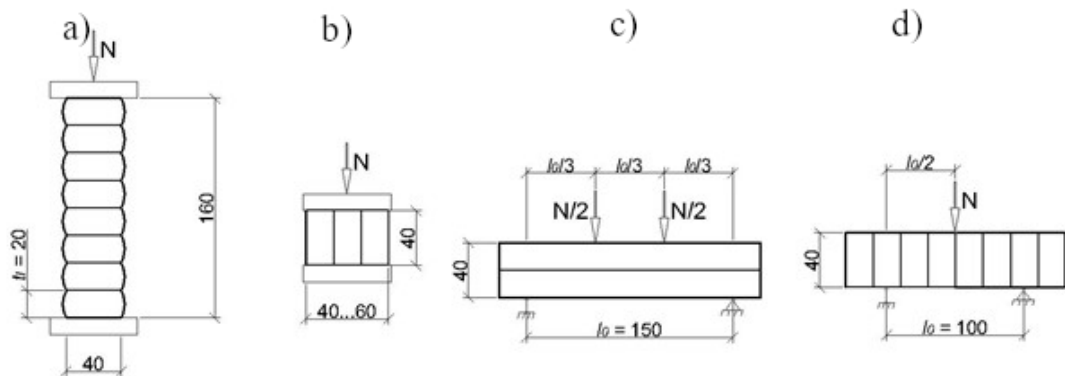 a)
N
t₁ = 20
160
40
b)
N
40
40...60
c)
l₀/3
l₀/3
l₀/3
N/2
N/2
40
l₀ = 150
d)
l₀/2
N
40
l₀ = 100